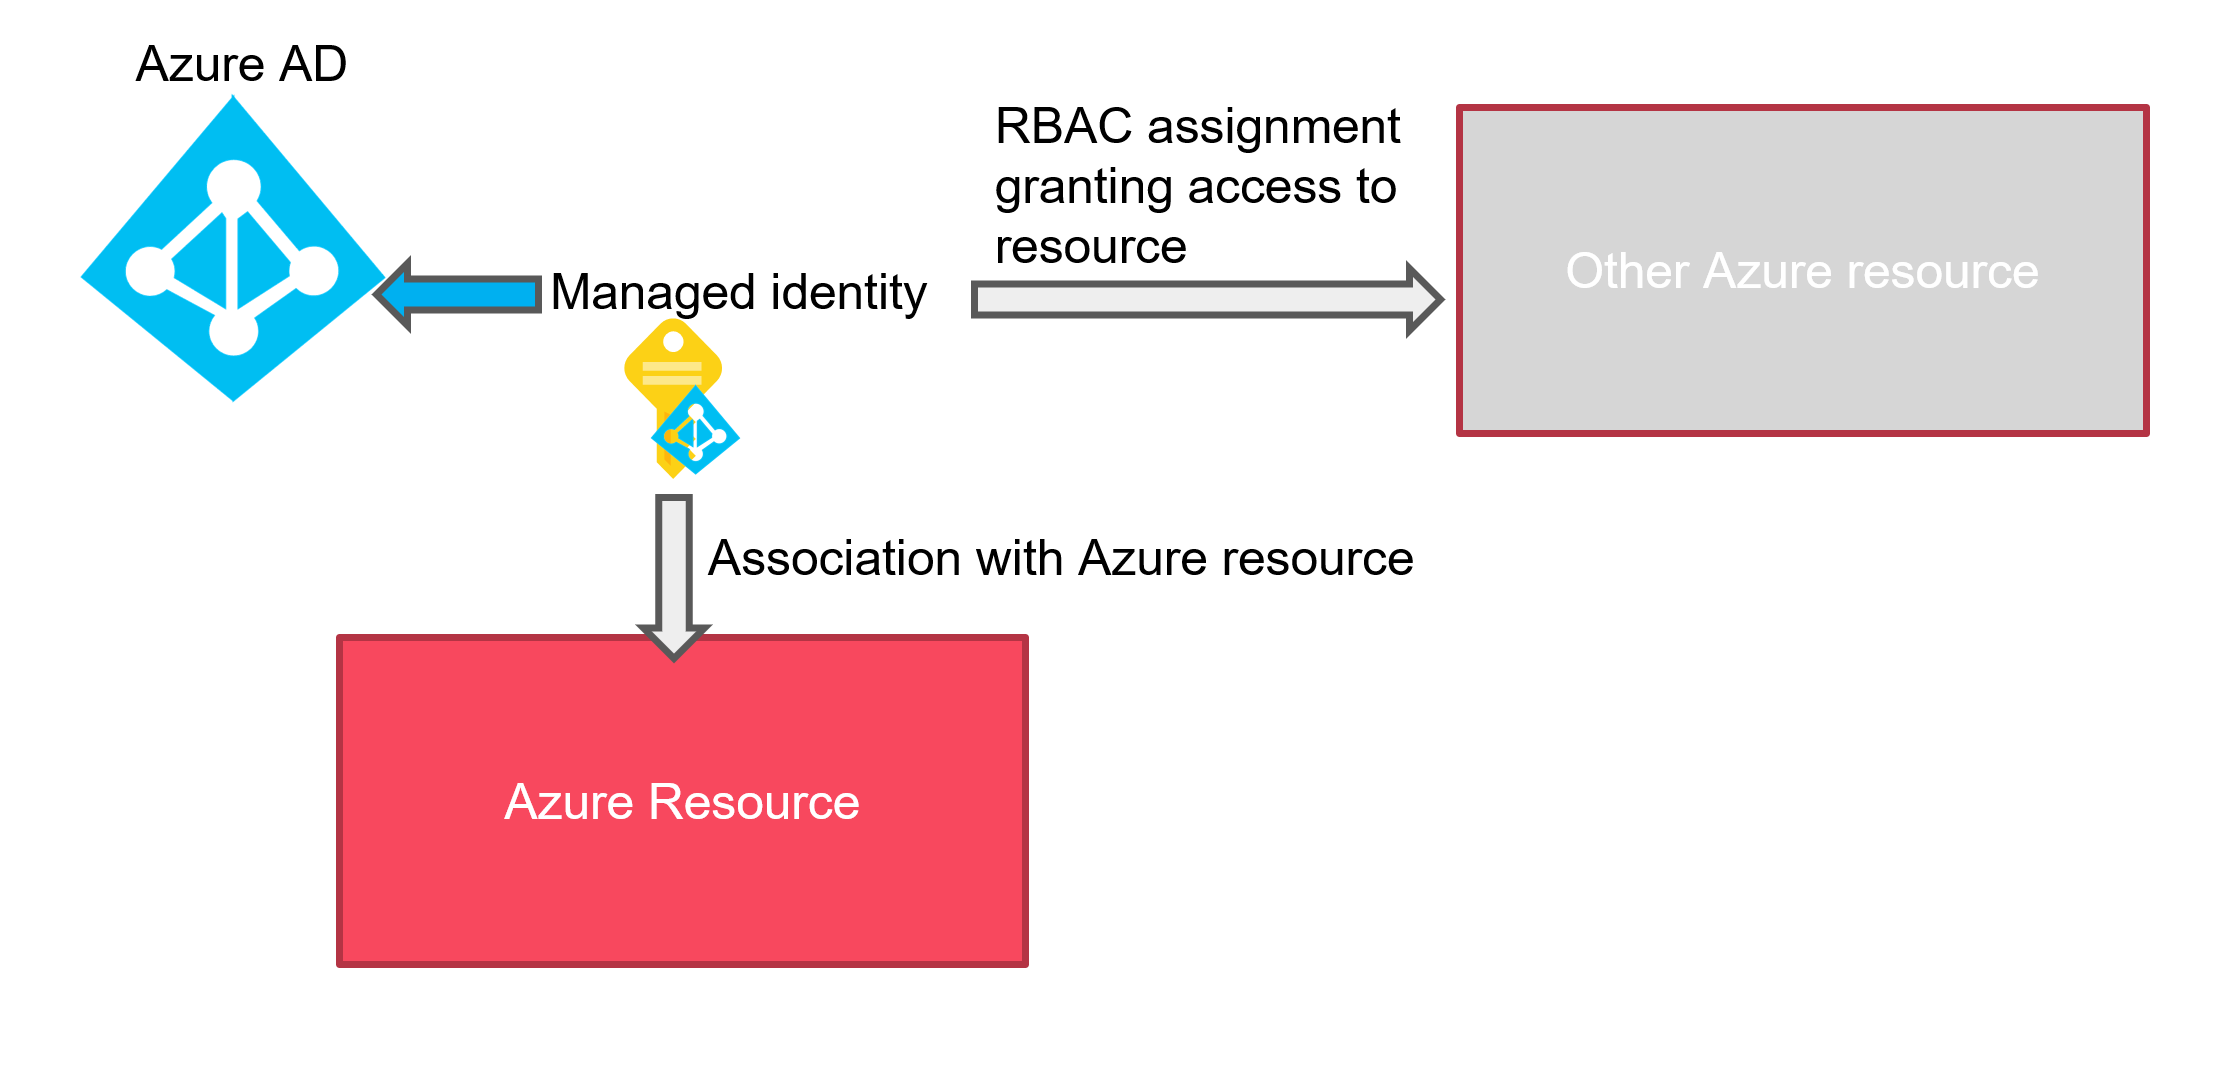 Azure AD
RBAC assignment
granting access to
resource
Managed identity
Other Azure resource
Association with Azure resource
Azure Resource